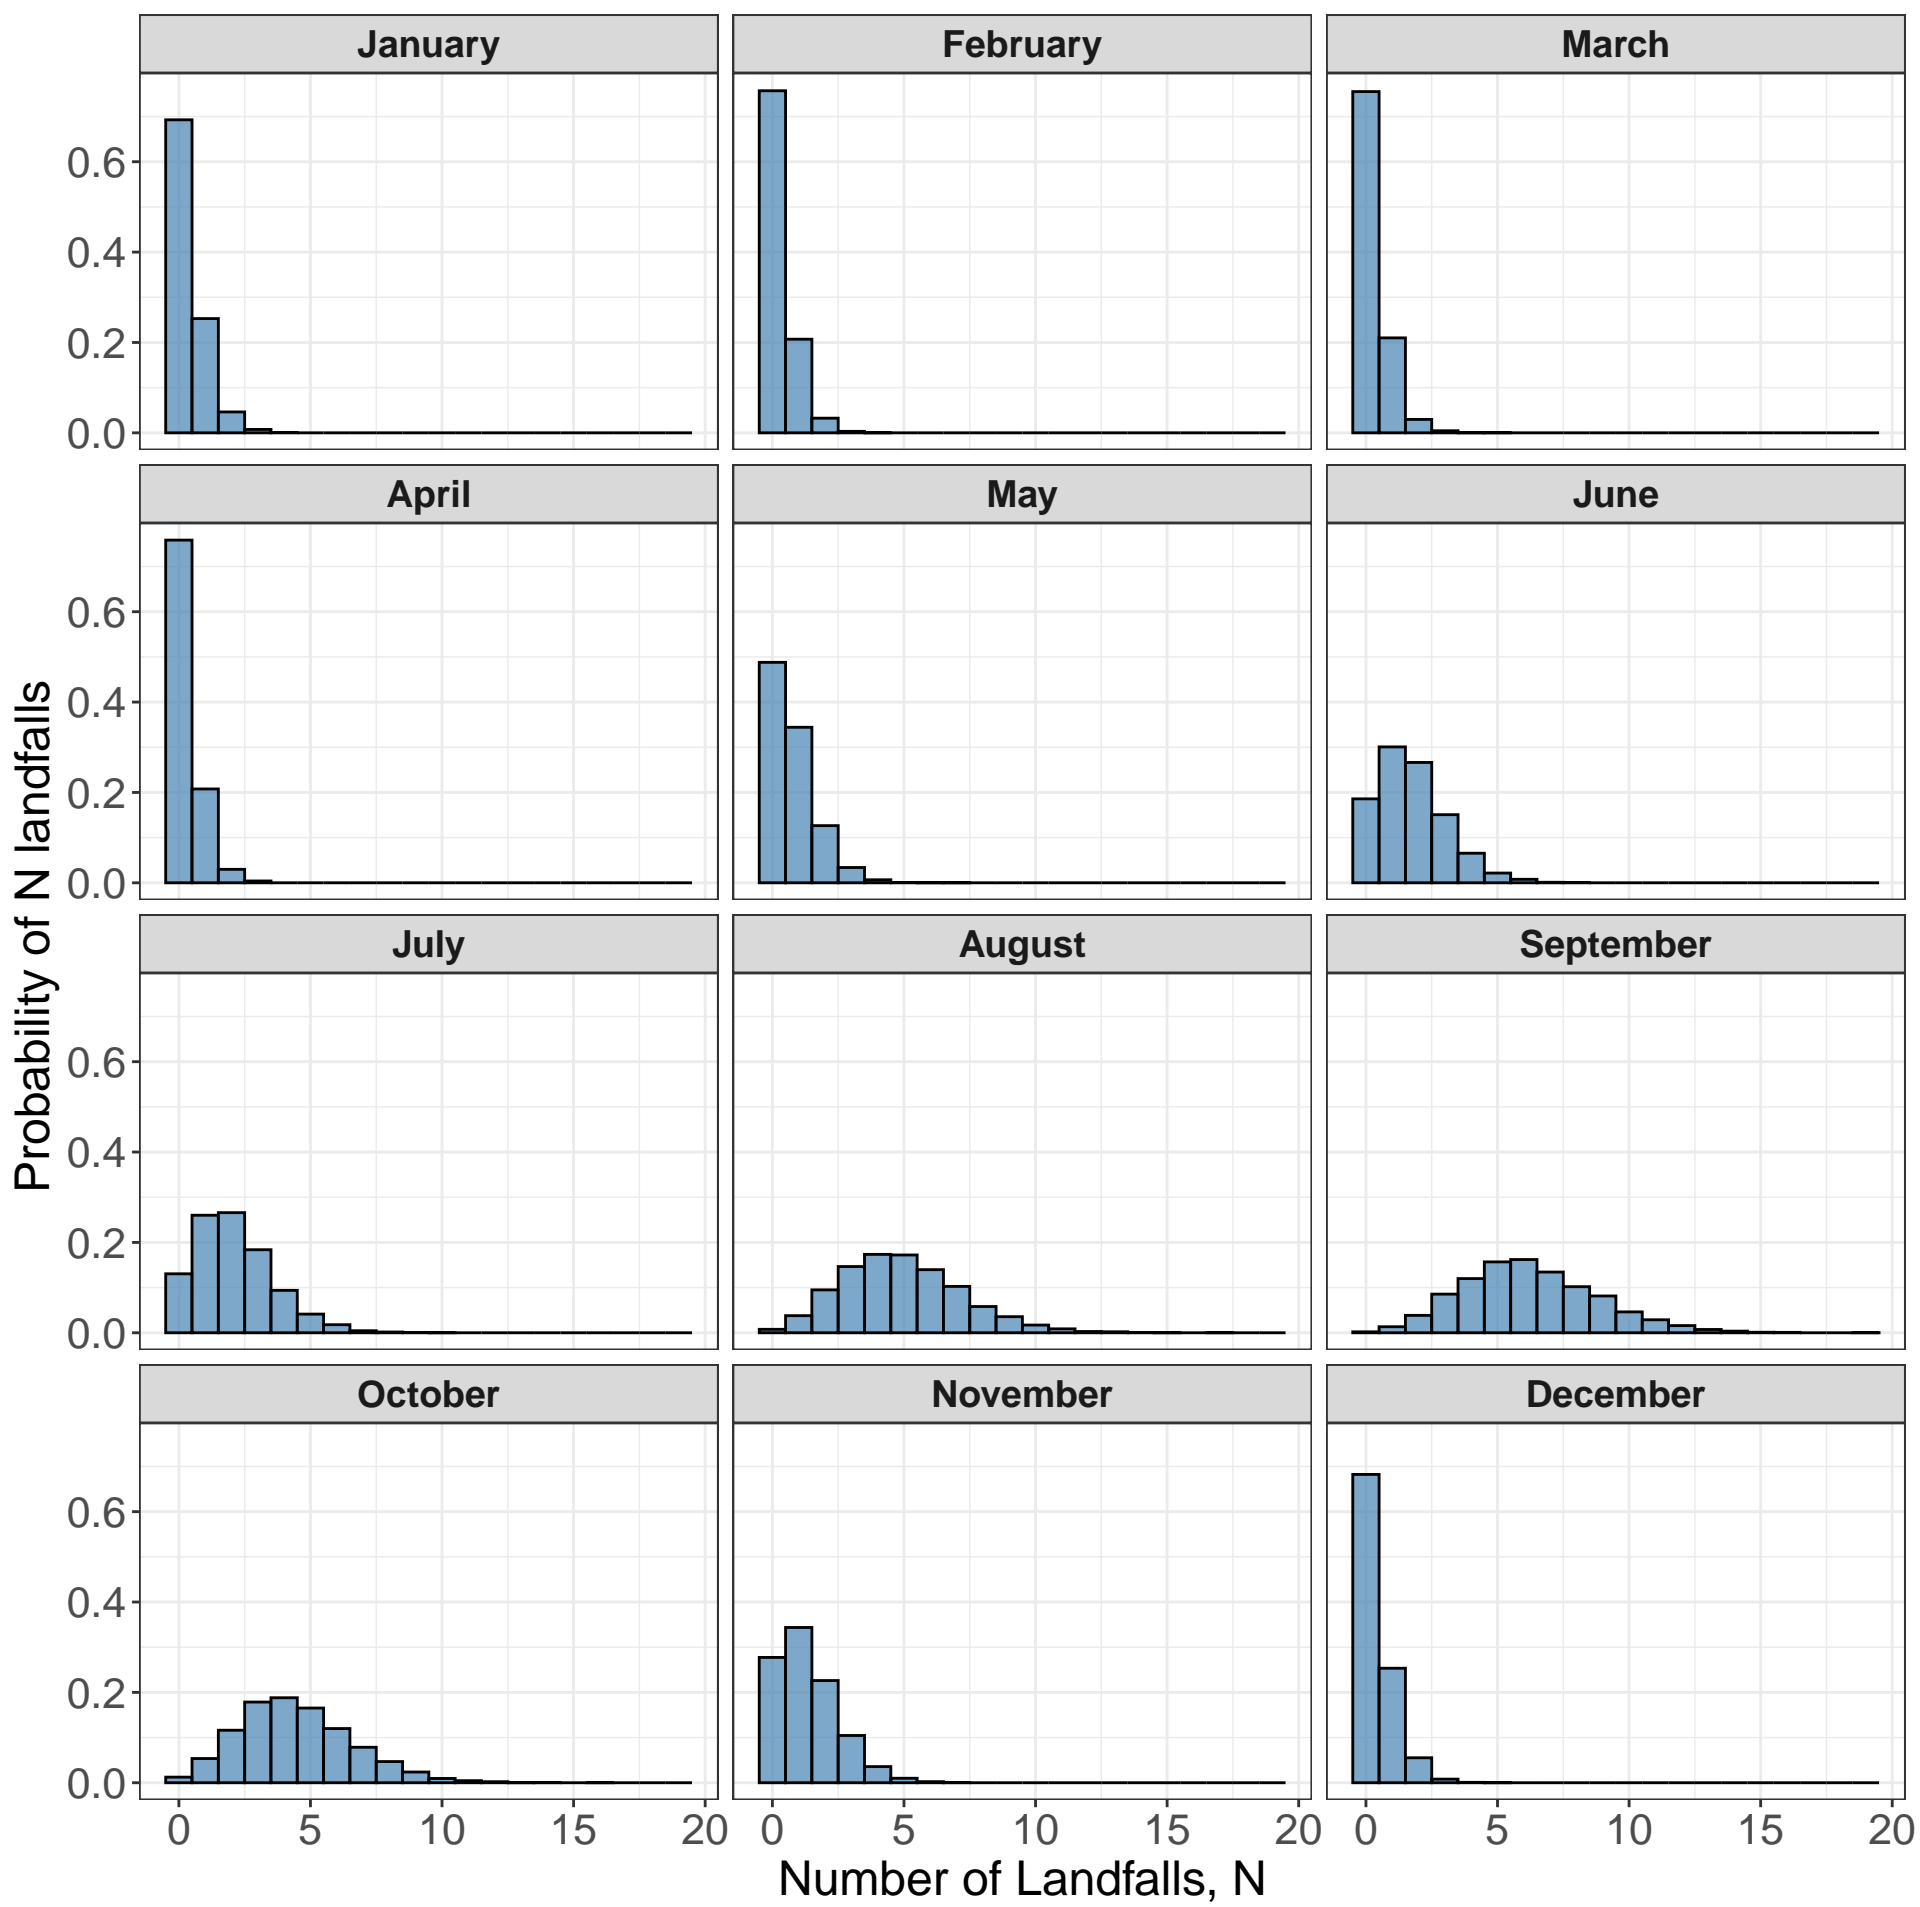 January
February
March
0.6
0.4
0.2
0.0
April
May
June
0.6
0.4
0.2
0.0
July
August
September
0.6
0.4
0.2
0.0
October
November
December
0.6
0.4
0.2
0.0
0 5 10 15 20
0 5 10 15 20
0 5 10 15 20
Number of Landfalls, N
Probability of N landfalls